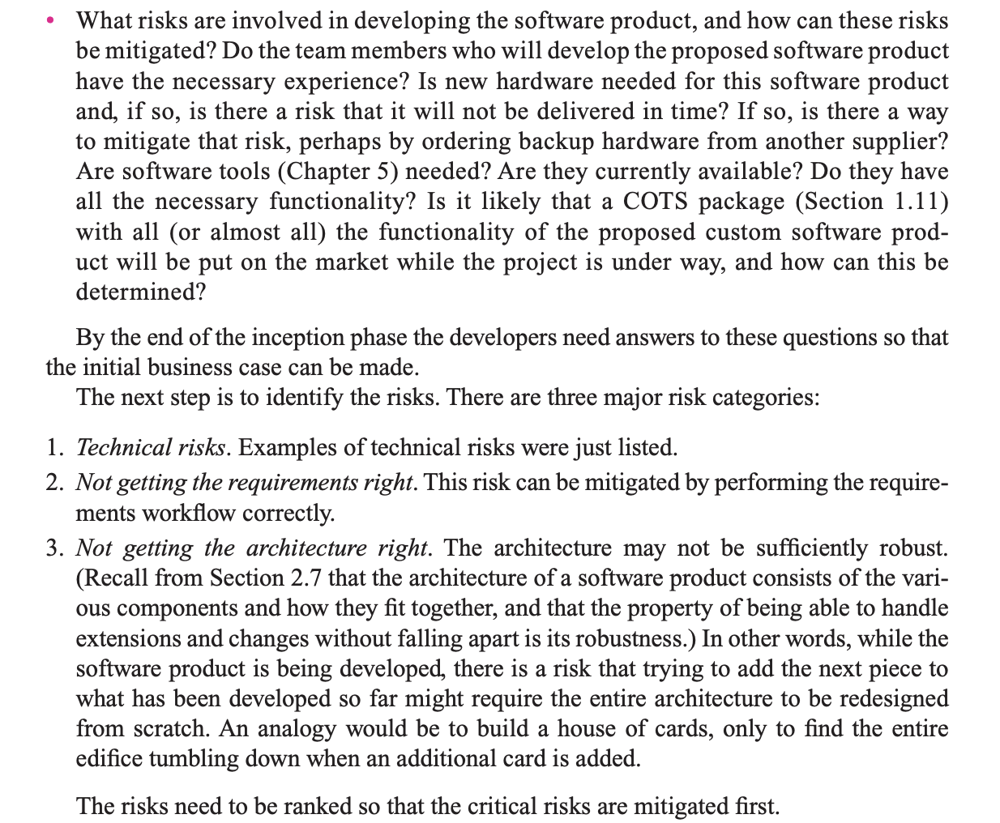 • What risks are involved in developing the software product, and how can these risks
be mitigated? Do the team members who will develop the proposed software product
have the necessary experience? Is new hardware needed for this software product
and, if so, is there a risk that it will not be delivered in time? If so, is there a way
to mitigate that risk, perhaps by ordering backup hardware from another supplier?
Are software tools (Chapter 5) needed? Are they currently available? Do they have
all the necessary functionality? Is it likely that a COTS package (Section 1.11)
with all (or almost all) the functionality of the proposed custom software prod-
uct will be put on the market while the project is under way, and how can this be
determined?
By the end of the inception phase the developers need answers to these questions so that
the initial business case can be made.
The next step is to identify the risks. There are three major risk categories:
1. Technical risks. Examples of technical risks were just listed.
2. Not getting the requirements right. This risk can be mitigated by performing the require-
ments workflow correctly.
3. Not getting the architecture right. The architecture may not be sufficiently robust.
(Recall from Section 2.7 that the architecture of a software product consists of the vari-
ous components and how they fit together, and that the property of being able to handle
extensions and changes without falling apart is its robustness.) In other words, while the
software product is being developed, there is a risk that trying to add the next piece to
what has been developed so far might require the entire architecture to be redesigned
from scratch. An analogy would be to build a house of cards, only to find the entire
edifice tumbling down when an additional card is added.
The risks need to be ranked so that the critical risks are mitigated first.